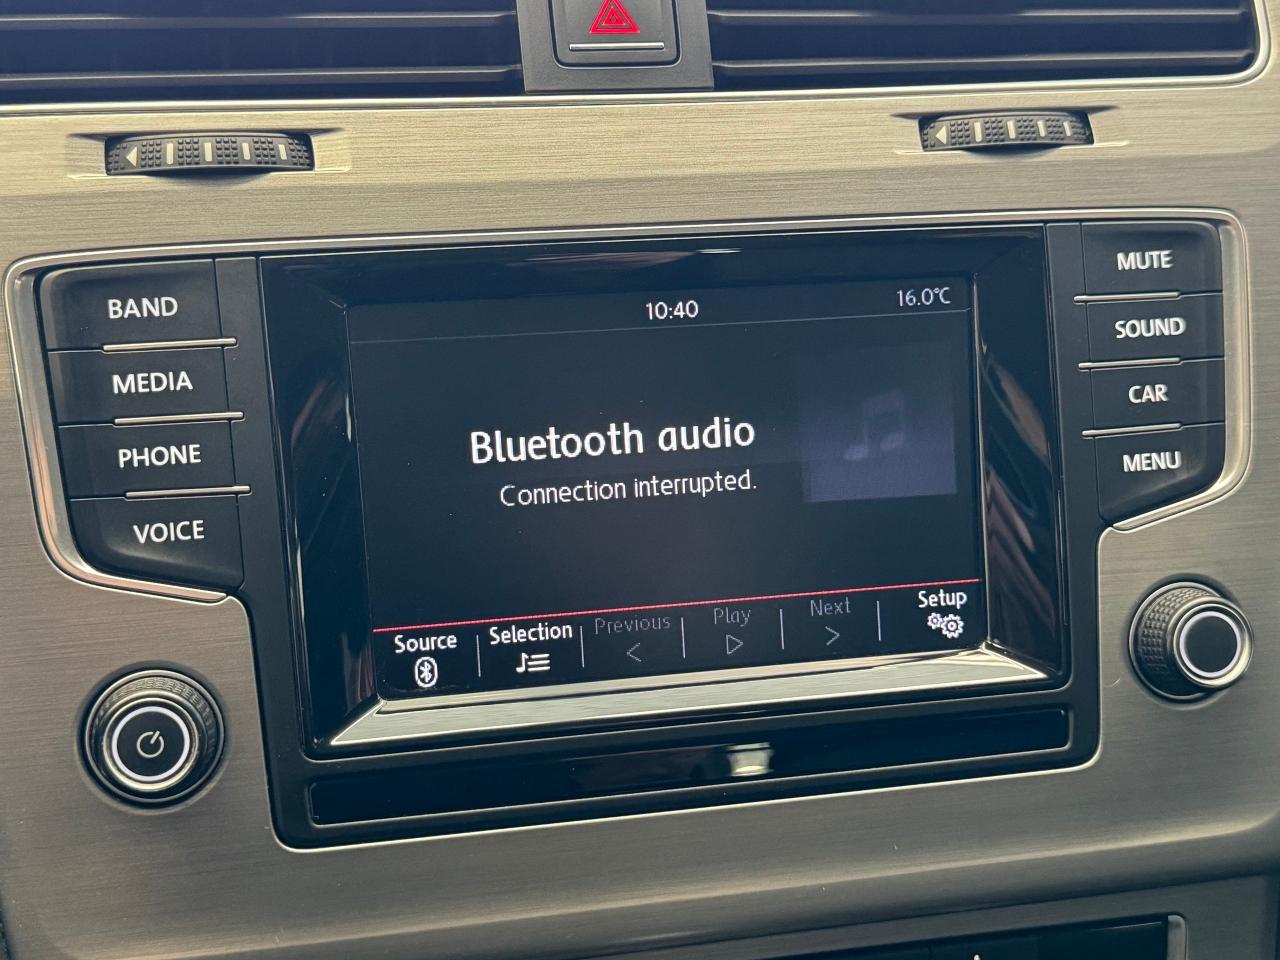 BAND
MEDIA
PHONE
VOICE
10:40
16.0°C
Bluetooth audio
Connection interrupted.
Source
Selection
Previous
Play
Next
Setup
MUTE
SOUND
CAR
MENU